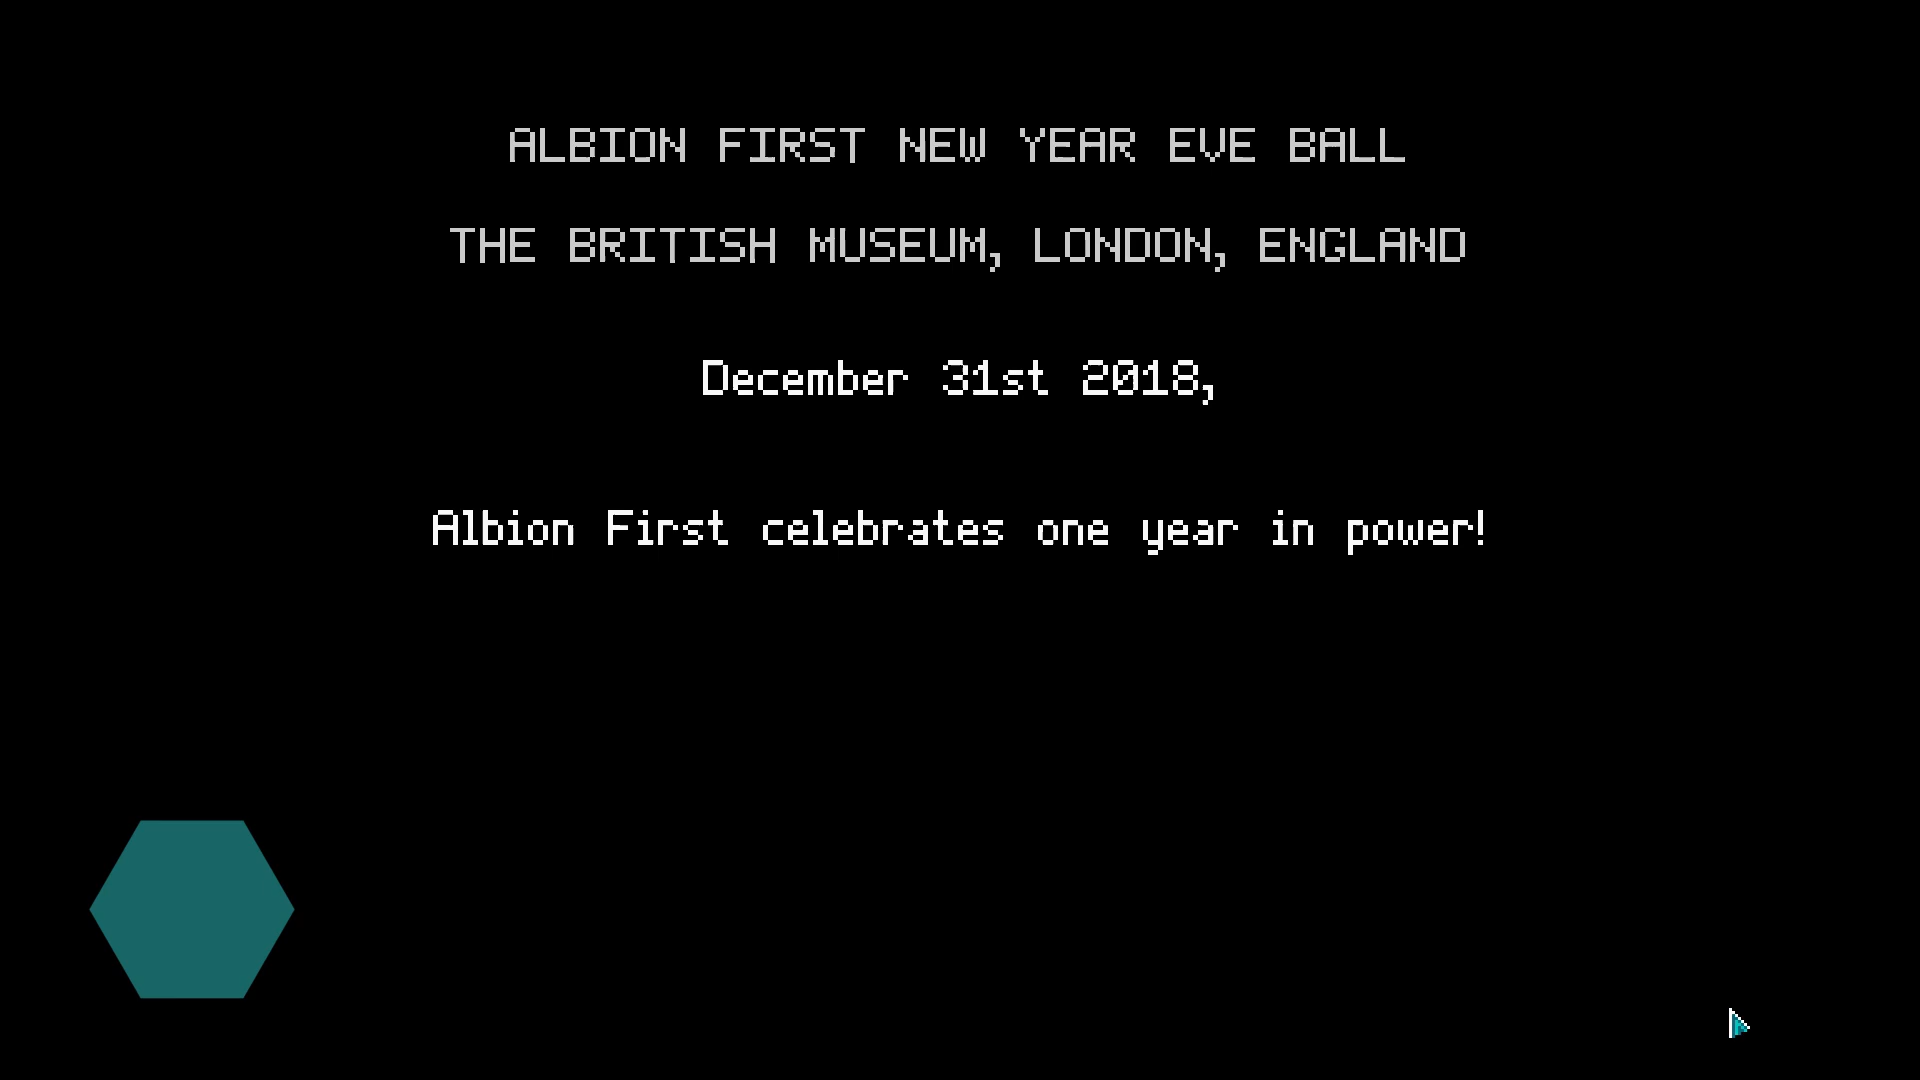 ALBION FIRST NEW YEAR EVE BALL
THE BRITISH MUSEUM, LONDON, ENGLAND
December 31st 2018,
Albion First celebrates one year in power!